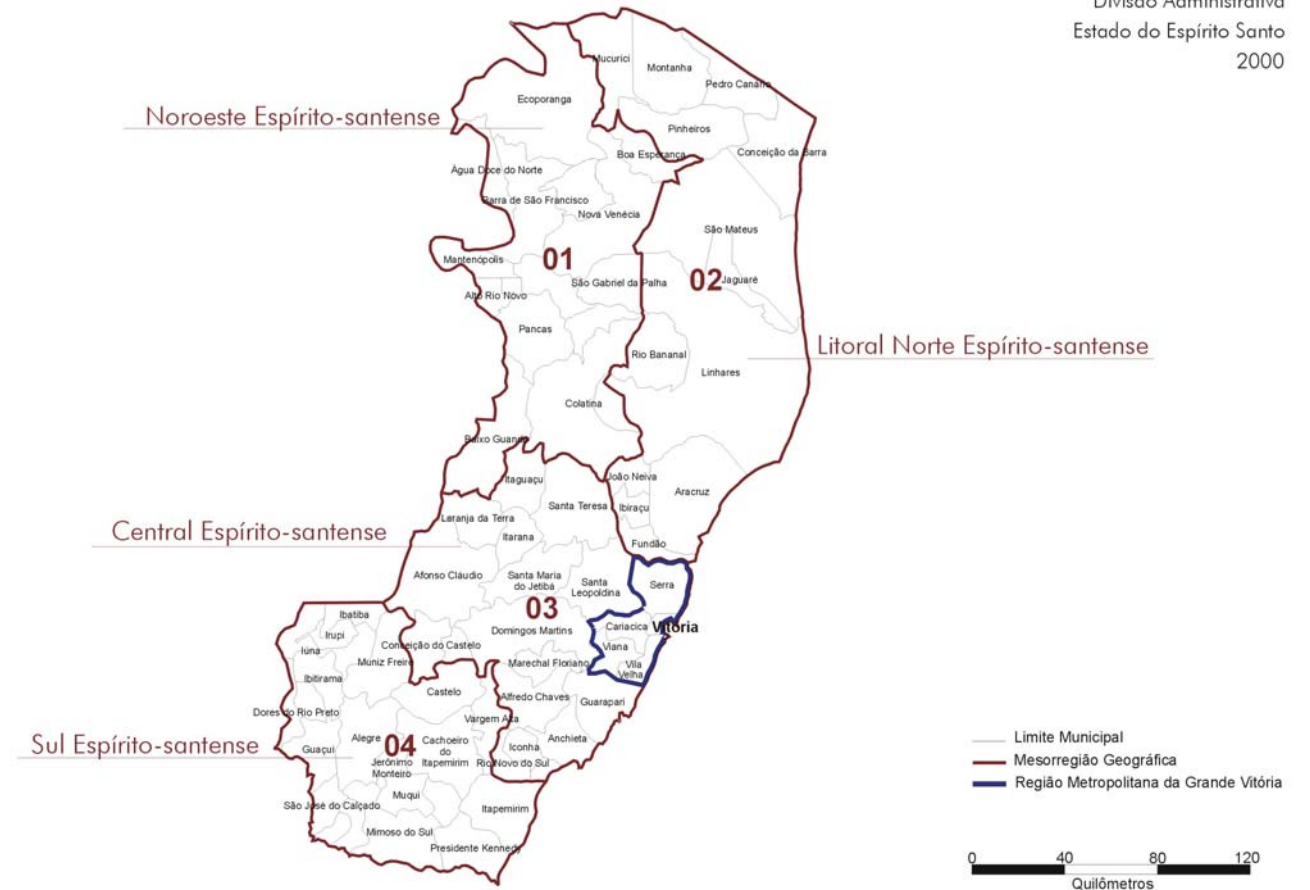 Divisão Administrativa
Estado do Espírito Santo
2000
Mucurici
Montanha
Pedro Canário
Ecoporanga
Noroeste Espírito-santense
Pinheiros
Boa Esperança
Conceição da Barra
Água Doce do Norte
Barra de São Francisco
Nova Venécia
São Mateus
Mantenópolis
01
São Gabriel da Palha
02
Jaguaré
Alto Rio Novo
Pancas
Litoral Norte Espírito-santense
Rio Bananal
Linhares
Colatina
Baixo Guandu
Itaguaçu
João Neiva
Aracruz
Santa Teresa
Ibiraçu
Laranja da Terra
Central Espírito-santense
Itarana
Fundão
Afonso Cláudio
Santa Maria
do Jetibá
Santa
Leopoldina
Serra
03
Ibatiba
Cariacica
Vitória
Domingos Martins
Irupi
Iúna
Conceição do Castelo
Viana
Muniz Freire
Marechal Floriano
Vila
Velha
Ibitirama
Castelo
Alfredo Chaves
Guarapari
Dores do Rio Preto
Vargem Alta
Sul Espírito-santense
Guaçuí
Alegre
04
Cachoeiro
do
Itapemirim
Iconha
Anchieta
Jerônimo
Monteiro
Rio Novo do Sul
Muqui
São José do Calçado
Itapemirim
Mimoso do Sul
Presidente Kennedy
Limite Municipal
Mesorregião Geográfica
Região Metropolitana da Grande Vitória
0 40 80 120
Quilômetros